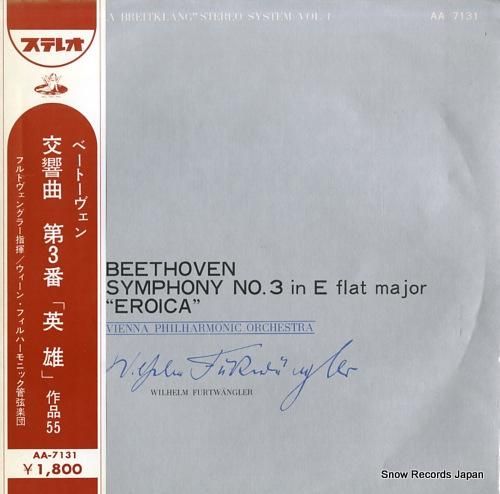 ステレオ
ベートーヴェン
交響曲 第3番「英雄」作品55
フルトヴェングラー指揮/ウィーン・フィルハーモニック管弦楽団
AA-7131
¥1,800
BREITKLANG" STEREO SYSTEM VOL 1
AA 7131
BEETHOVEN
SYMPHONY NO.3 in E flat major
"EROICA"
VIENNA PHILHARMONIC ORCHESTRA
Wilhelm Furtwängler
WILHELM FURTWÄNGLER
Snow Records Japan